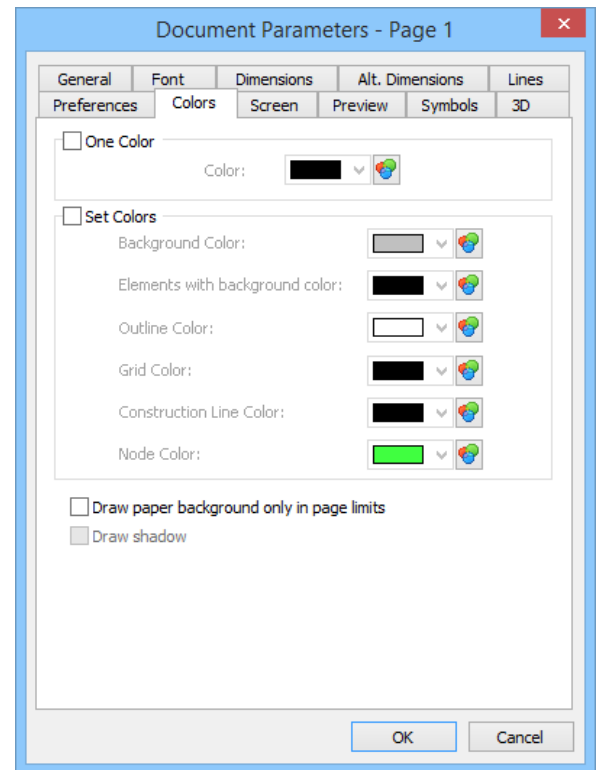 Document Parameters - Page 1
General Font Dimensions Alt. Dimensions Lines
Preferences Colors Screen Preview Symbols 3D
One Color
Color:
Set Colors
Background Color:
Elements with background color:
Outline Color:
Grid Color:
Construction Line Color:
Node Color:
Draw paper background only in page limits
Draw shadow
OK Cancel